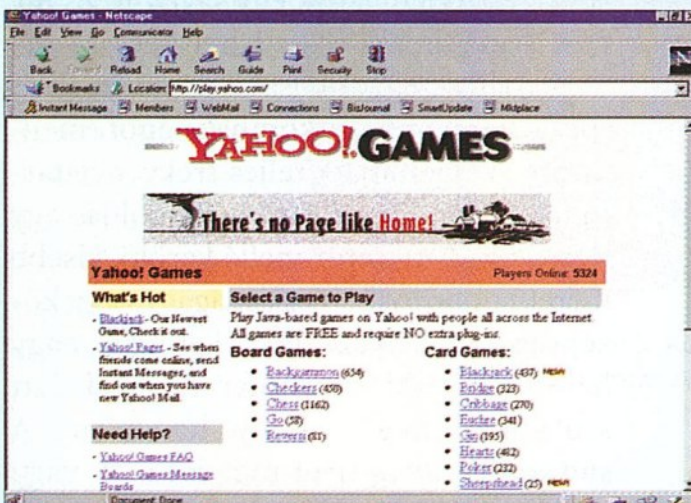 Yahoo! Games - Netscape
File Edit View Go Communicator Help
Back Forward Reload Home Search Guide Print Security Stop
Bookmarks Location: http://play.yahoo.com/
Instant Message Members WebMail Connections BizJournal SmartUpdate Mktplace
YAHOO! GAMES
There's no Page like Home!
Yahoo! Games
Players Online: 5324
What's Hot
- Blackjack - Our Newest
Game, Check it out.
- Yahoo! Pager - See when
friends come online, send
Instant Messages, and
find out when you have
new Yahoo! Mail.
Need Help?
- Yahoo! Games FAQ
- Yahoo! Games Message
Boards
Select a Game to Play
Play Java-based games on Yahoo! with people all across the Internet.
All games are FREE and require NO extra plug-ins.
Board Games:
Backgammon (654)
Checkers (450)
Chess (1162)
Go (58)
Reversi (81)
Card Games:
Blackjack (437) NEW!
Bridge (323)
Cribbage (270)
Euchre (341)
Gin (195)
Hearts (482)
Poker (232)
Sheepshead (25) NEW!
Document: Done